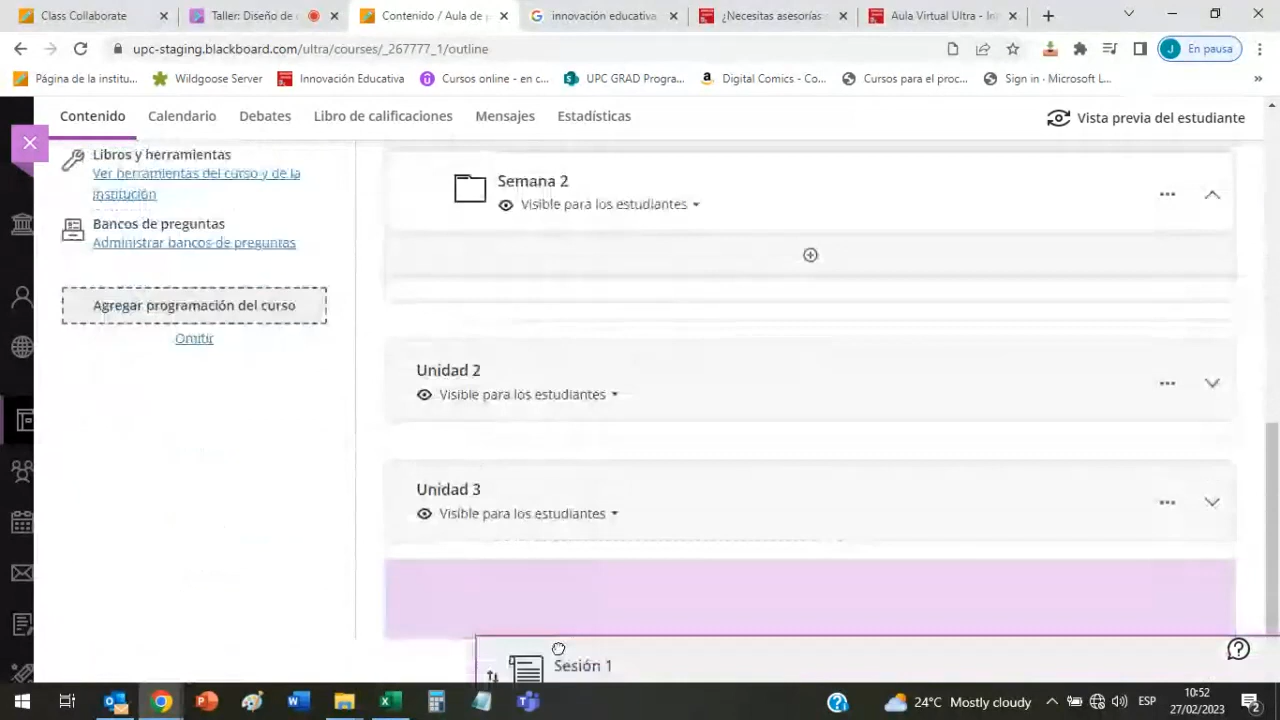 Class Collaborate
Taller: Diseño de
Contenido / Aula de
innovación educativa
¿Necesitas asesorías
Aula Virtual Ultra - Ini
upc-staging.blackboard.com/ultra/courses/_267777_1/outline
J En pausa
Página de la institu...
Wildgoose Server
Innovación Educativa
Cursos online - en c...
UPC GRAD Progra...
Digital Comics - Co...
Cursos para el proc...
Sign in - Microsoft L...
»
Contenido
Calendario
Debates
Libro de calificaciones
Mensajes
Estadísticas
Vista previa del estudiante
Libros y herramientas
Ver herramientas del curso y de la
institución
Bancos de preguntas
Administrar bancos de preguntas
Agregar programación del curso
Omitir
Semana 2
Visible para los estudiantes
Unidad 2
Visible para los estudiantes
Unidad 3
Visible para los estudiantes
Sesión 1
24°C Mostly cloudy
ESP
10:52
27/02/2023
2